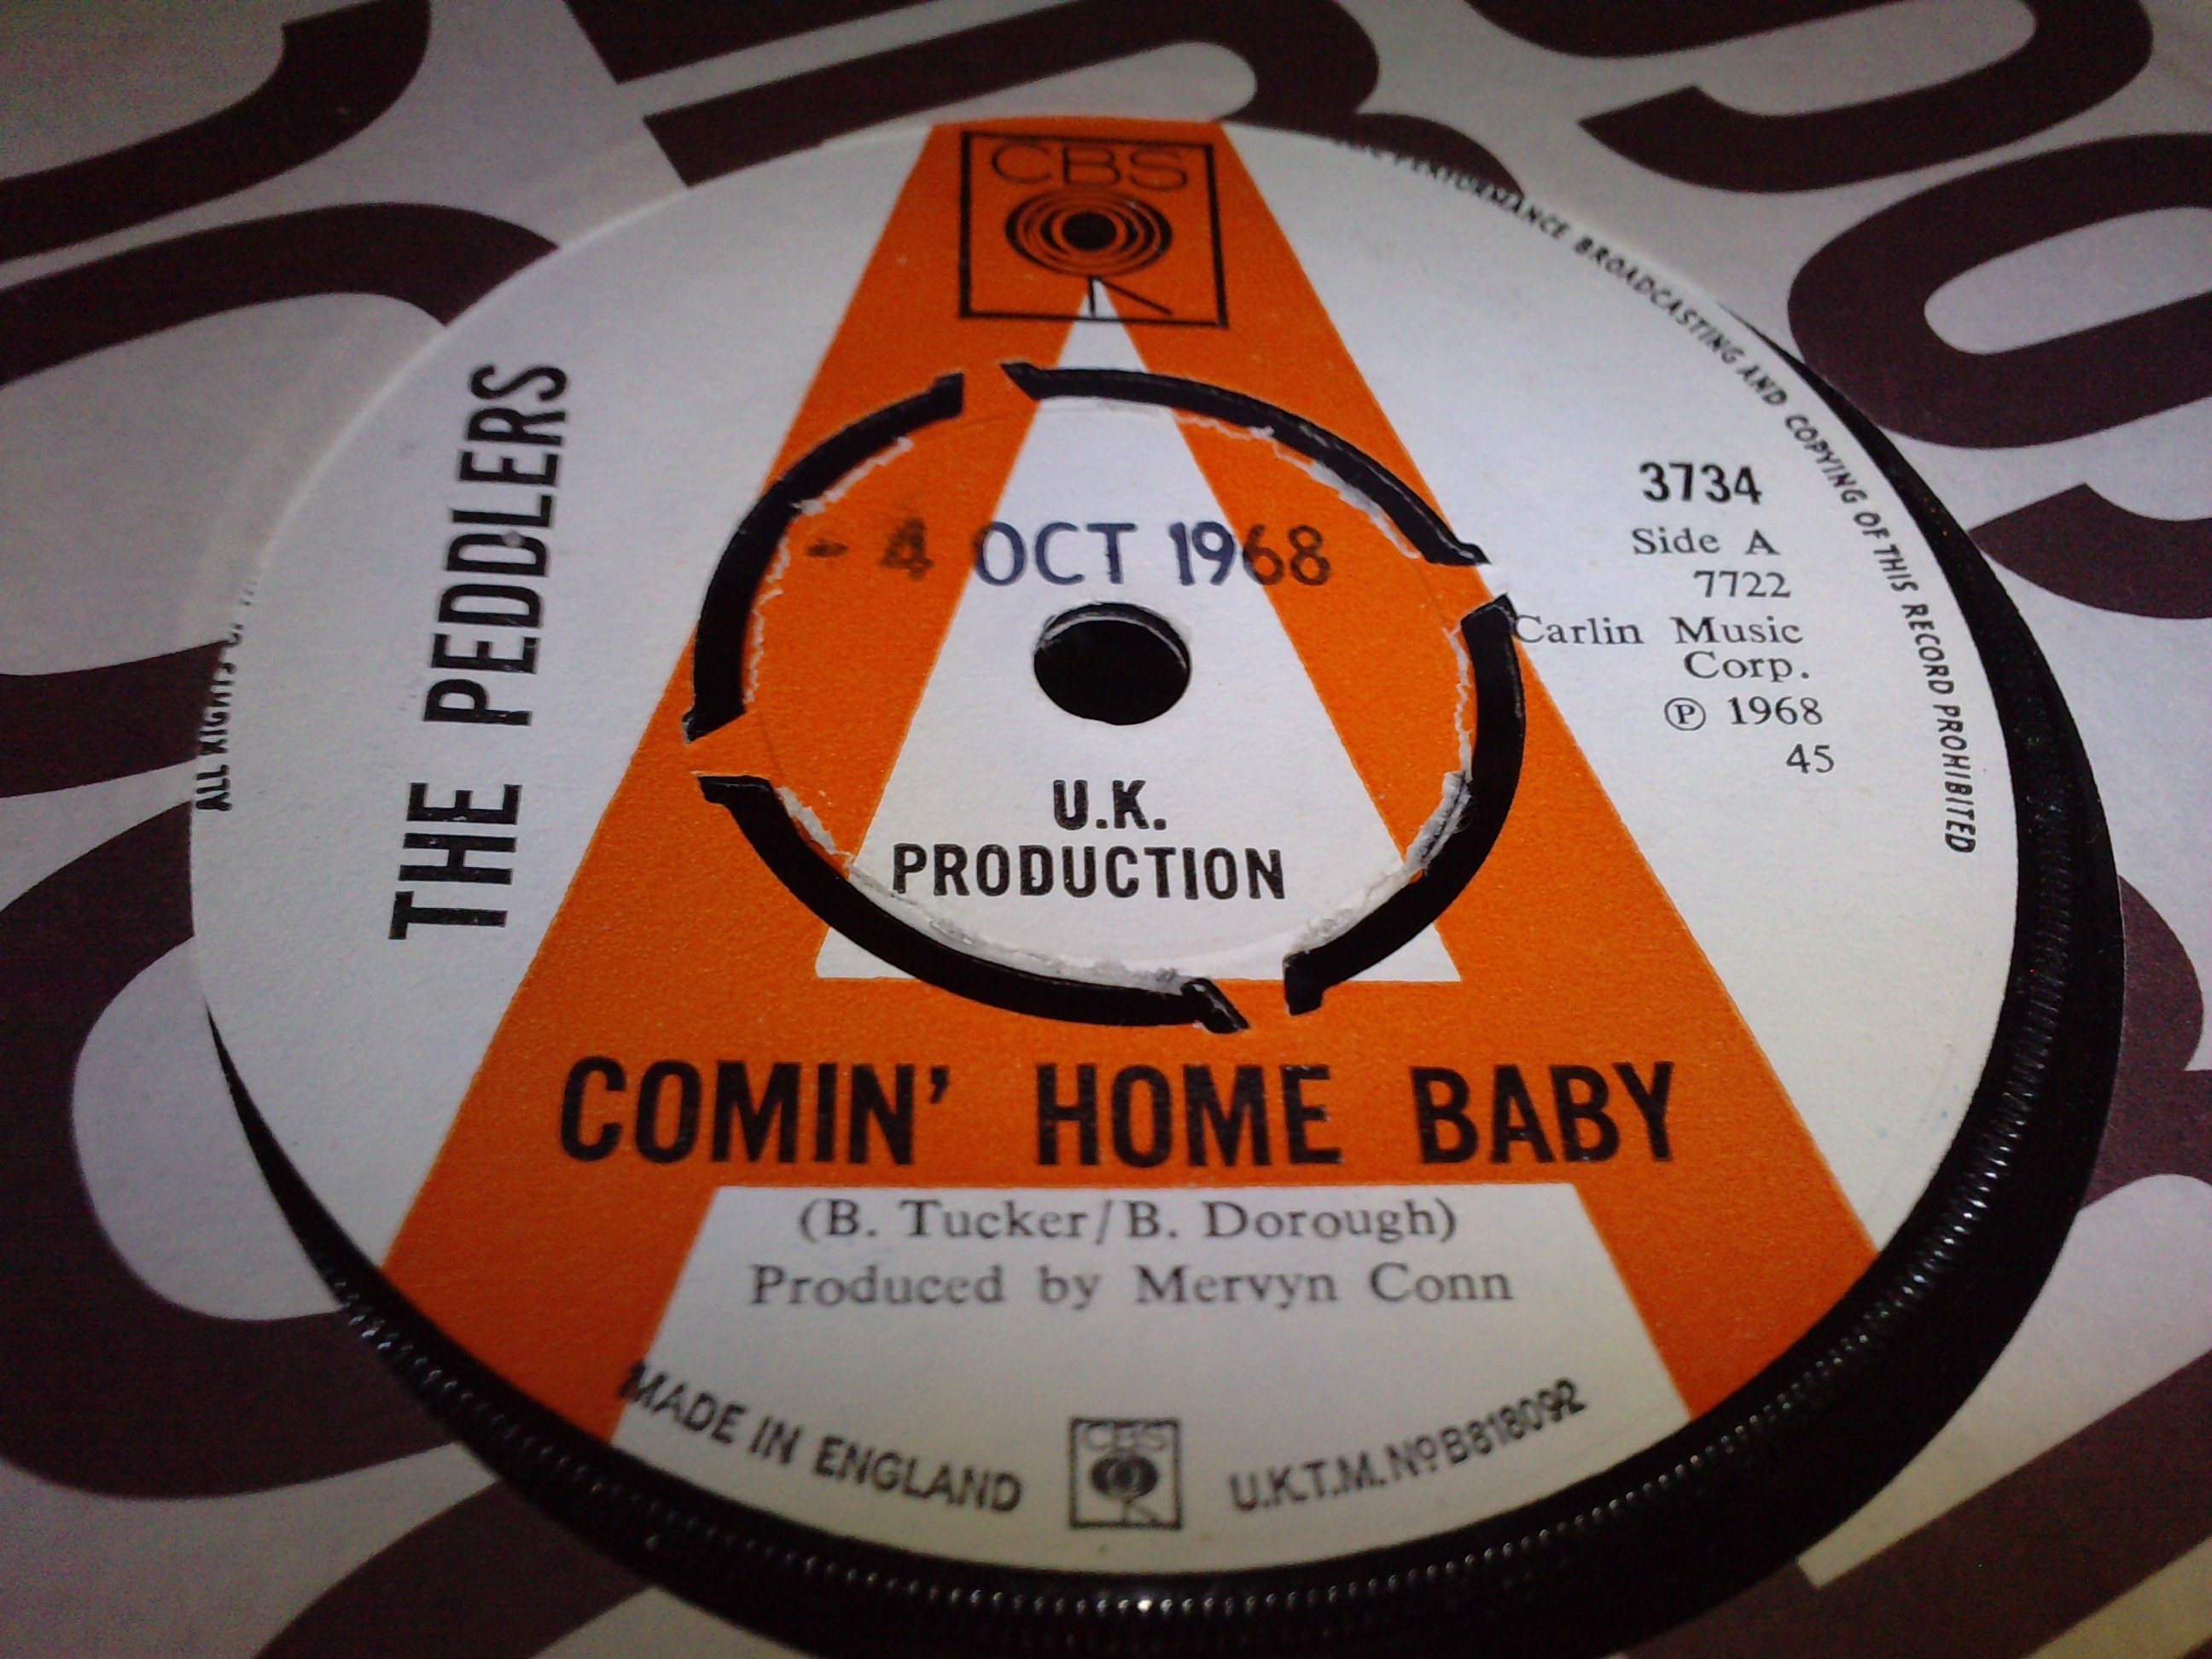 CBS
PERFORMANCE BROADCASTING AND COPYING OF THIS RECORD PROHIBITED
ALL RIGHTS
THE PEDDLERS
3734
Side A
7722
Carlin Music
Corp.
℗ 1968
45
- 4 OCT 1968
U.K.
PRODUCTION
COMIN' HOME BABY
(B. Tucker/B. Dorough)
Produced by Mervyn Conn
MADE IN ENGLAND
CBS
U.K.T.M.Nº B818092